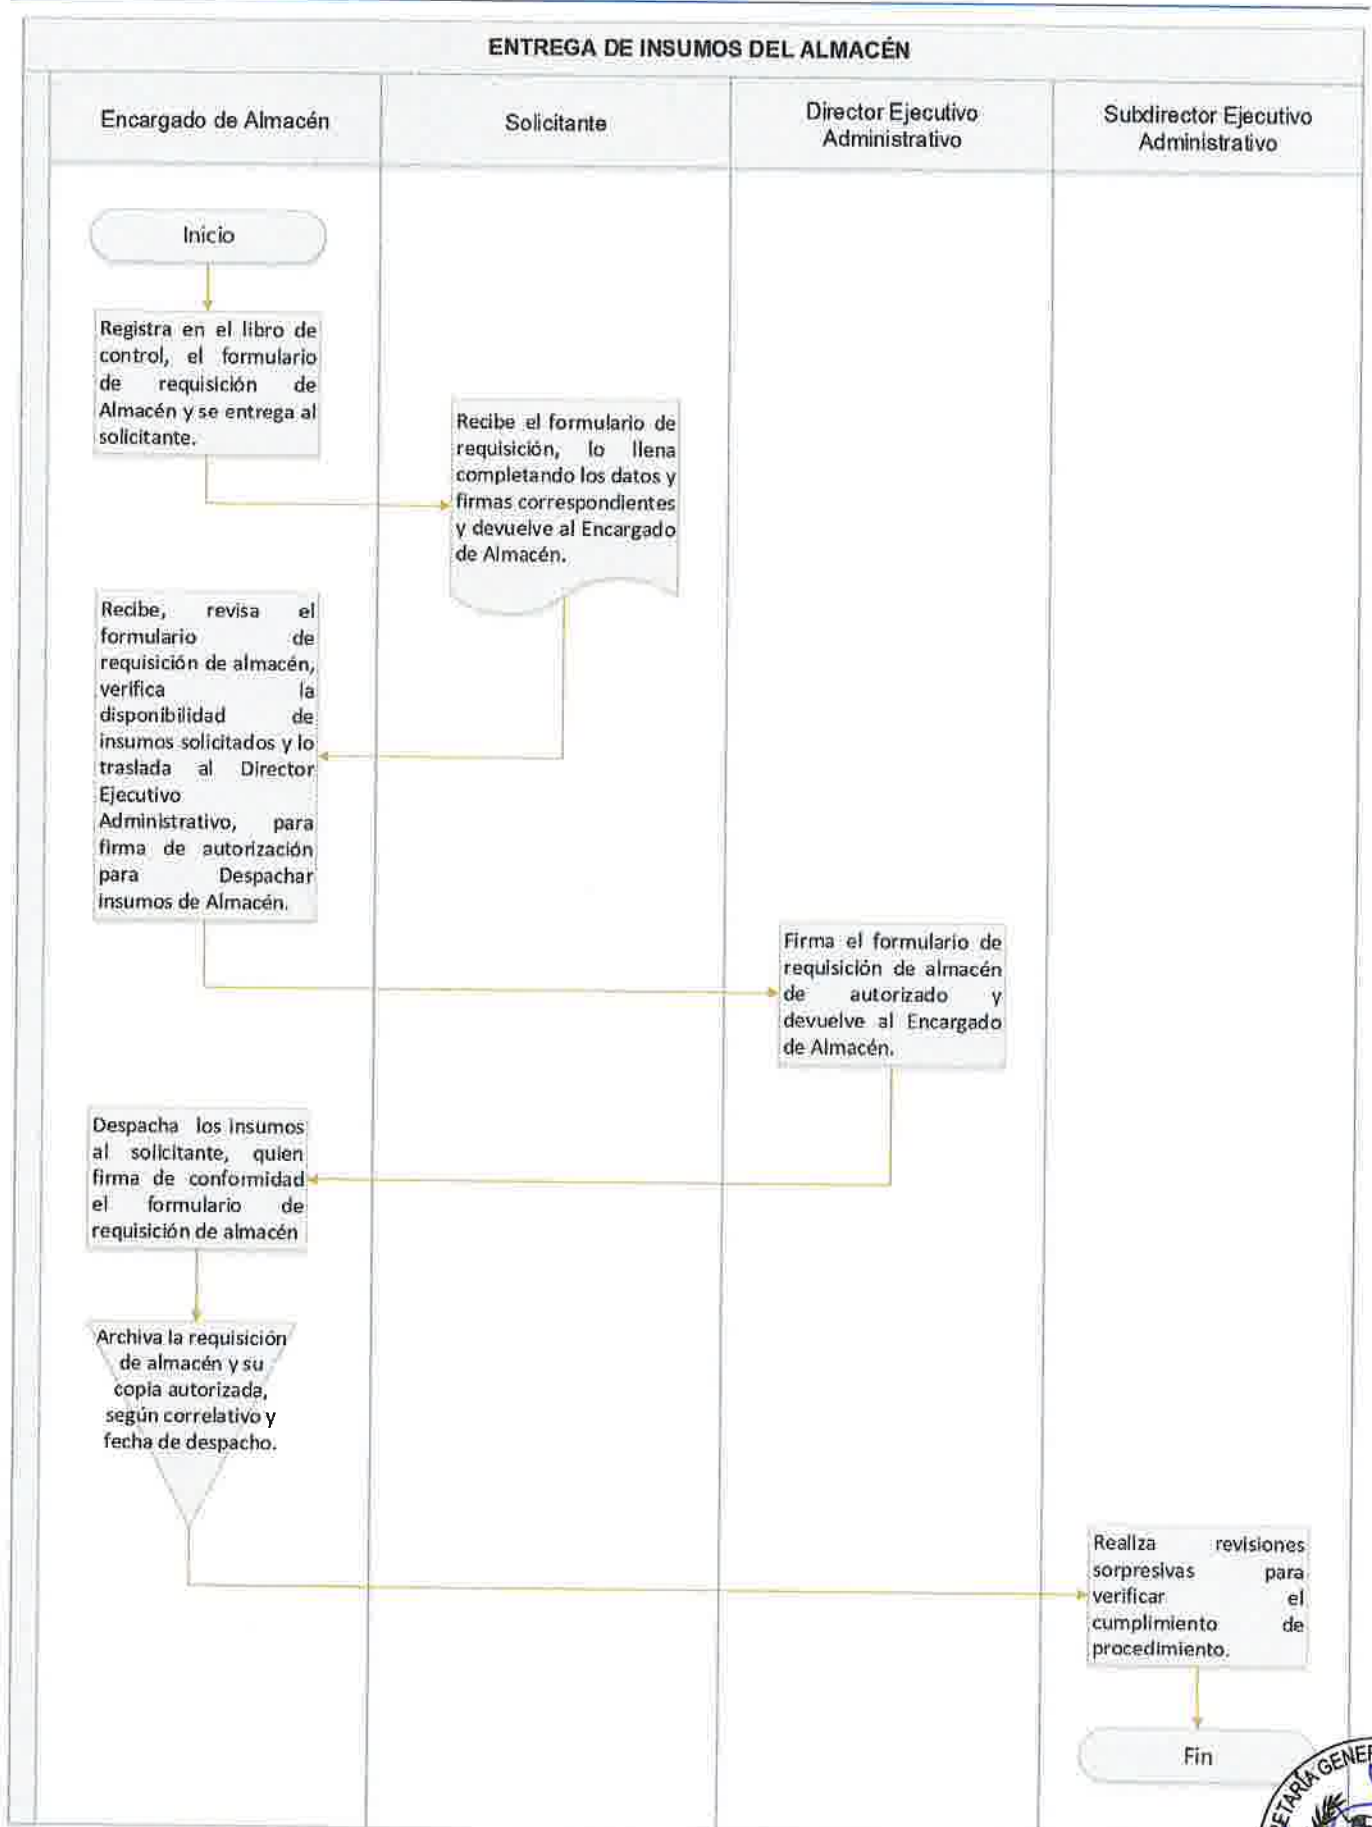 ENTREGA DE INSUMOS DEL ALMACÉN
Encargado de Almacén
Solicitante
Director Ejecutivo
Administrativo
Subdirector Ejecutivo
Administrativo
Inicio
Registra en el libro de
control, el formulario
de requisición de
Almacén y se entrega al
solicitante.
Recibe el formulario de
requisición, lo llena
completando los datos y
firmas correspondientes
y devuelve al Encargado
de Almacén.
Recibe, revisa el
formulario de
requisición de almacén,
verifica la
disponibilidad de
insumos solicitados y lo
traslada al Director
Ejecutivo
Administrativo, para
firma de autorización
para Despachar
insumos de Almacén.
Firma el formulario de
requisición de almacén
de autorizado y
devuelve al Encargado
de Almacén.
Despacha los insumos
al solicitante, quien
firma de conformidad
el formulario de
requisición de almacén
Archiva la requisición
de almacén y su
copia autorizada,
según correlativo y
fecha de despacho.
Realiza revisiones
sorpresivas para
verificar el
cumplimiento de
procedimiento.
Fin